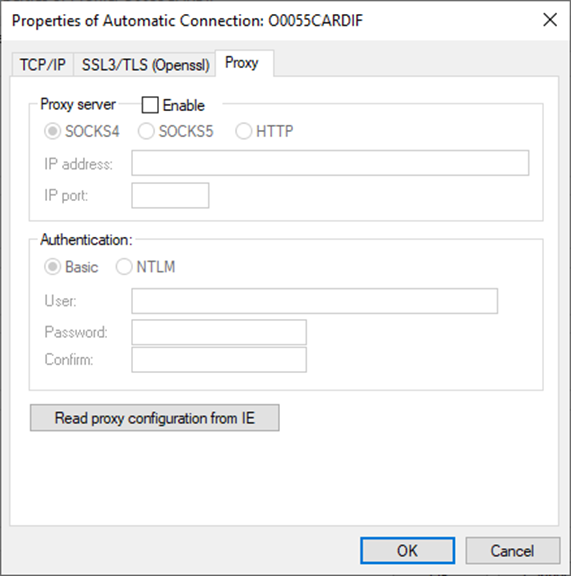 Properties of Automatic Connection: O0055CARDIF
TCP/IP SSL3/TLS (Openssl) Proxy
Proxy server Enable
SOCKS4 SOCKS5 HTTP
IP address:
IP port:
Authentication:
Basic NTLM
User:
Password:
Confirm:
Read proxy configuration from IE
OK Cancel